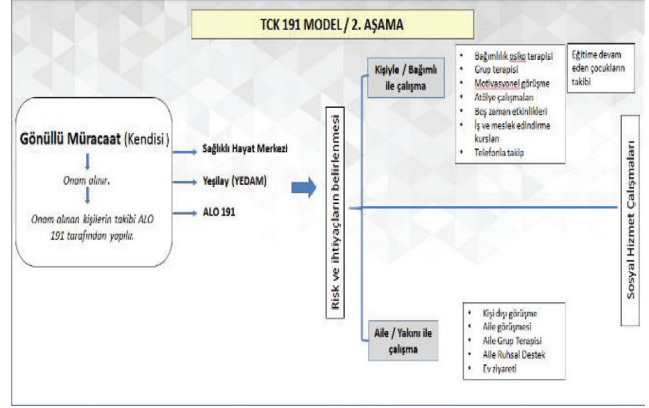 TCK 191 MODEL / 2. AŞAMA
Gönüllü Müracaat (Kendisi )
Onam alınır.
Onam alınan kişilerin takibi ALO
191 tarafından yapılır.
Sağlıklı Hayat Merkezi
Yeşilay (YEDAM)
ALO 191
Risk ve ihtiyaçların belirlenmesi
Kişiyle / Bağımlı
ile çalışma
• Bağımlılık psiko terapisi
• Grup terapisi
• Motivasyonel görüşme
• Atölye çalışmaları
• Boş zaman etkinlikleri
• İş ve meslek edindirme
kursları
• Telefonla takip
Eğitime devam
eden çocukların
takibi
Aile / Yakını ile
çalışma
• Kişi dışı görüşme
• Aile görüşmesi
• Aile Grup Terapisi
• Aile Ruhsal Destek
• Ev ziyareti
Sosyal Hizmet Çalışmaları